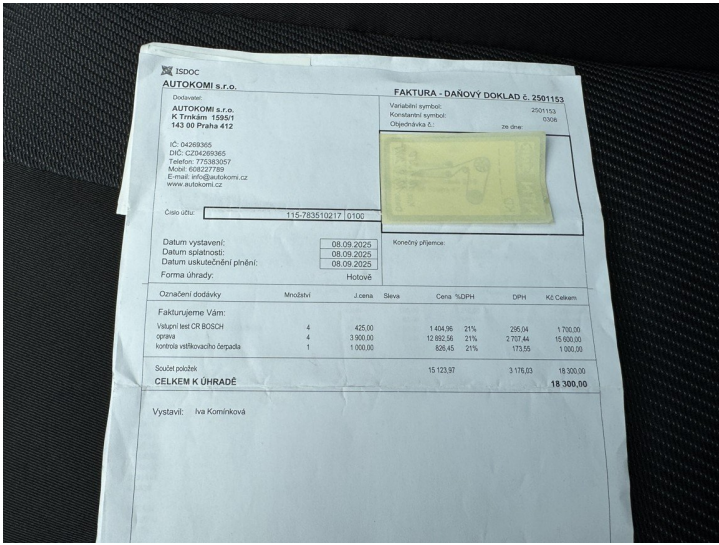 ISDOC
AUTOKOMI s.r.o.
FAKTURA - DAŇOVÝ DOKLAD č. 2501153
Dodavatel:
AUTOKOMI s.r.o.
K Trnkám 1595/1
143 00 Praha 412
IČ: 04269365
DIČ: CZ04269365
Telefon: 775383057
Mobil: 608227789
E-mail: info@autokomi.cz
www.autokomi.cz
Variabilní symbol: 2501153
Konstantní symbol: 0308
Objednávka č.: ze dne:
Číslo účtu: 115-783510217 0100
Datum vystavení: 08.09.2025
Datum splatnosti: 08.09.2025
Datum uskutečnění plnění: 08.09.2025
Forma úhrady: Hotově
Konečný příjemce:
Označení dodávky Množství J.cena Sleva Cena %DPH DPH Kč Celkem
Fakturujeme Vám:
Vstupní test CR BOSCH 4 425,00 1 404,96 21% 295,04 1 700,00
oprava 4 3 900,00 12 892,56 21% 2 707,44 15 600,00
kontrola vstřikovacího čerpadla 1 1 000,00 826,45 21% 173,55 1 000,00
Součet položek 15 123,97 3 176,03 18 300,00
CELKEM K ÚHRADĚ 18 300,00
Vystavil: Iva Komínková